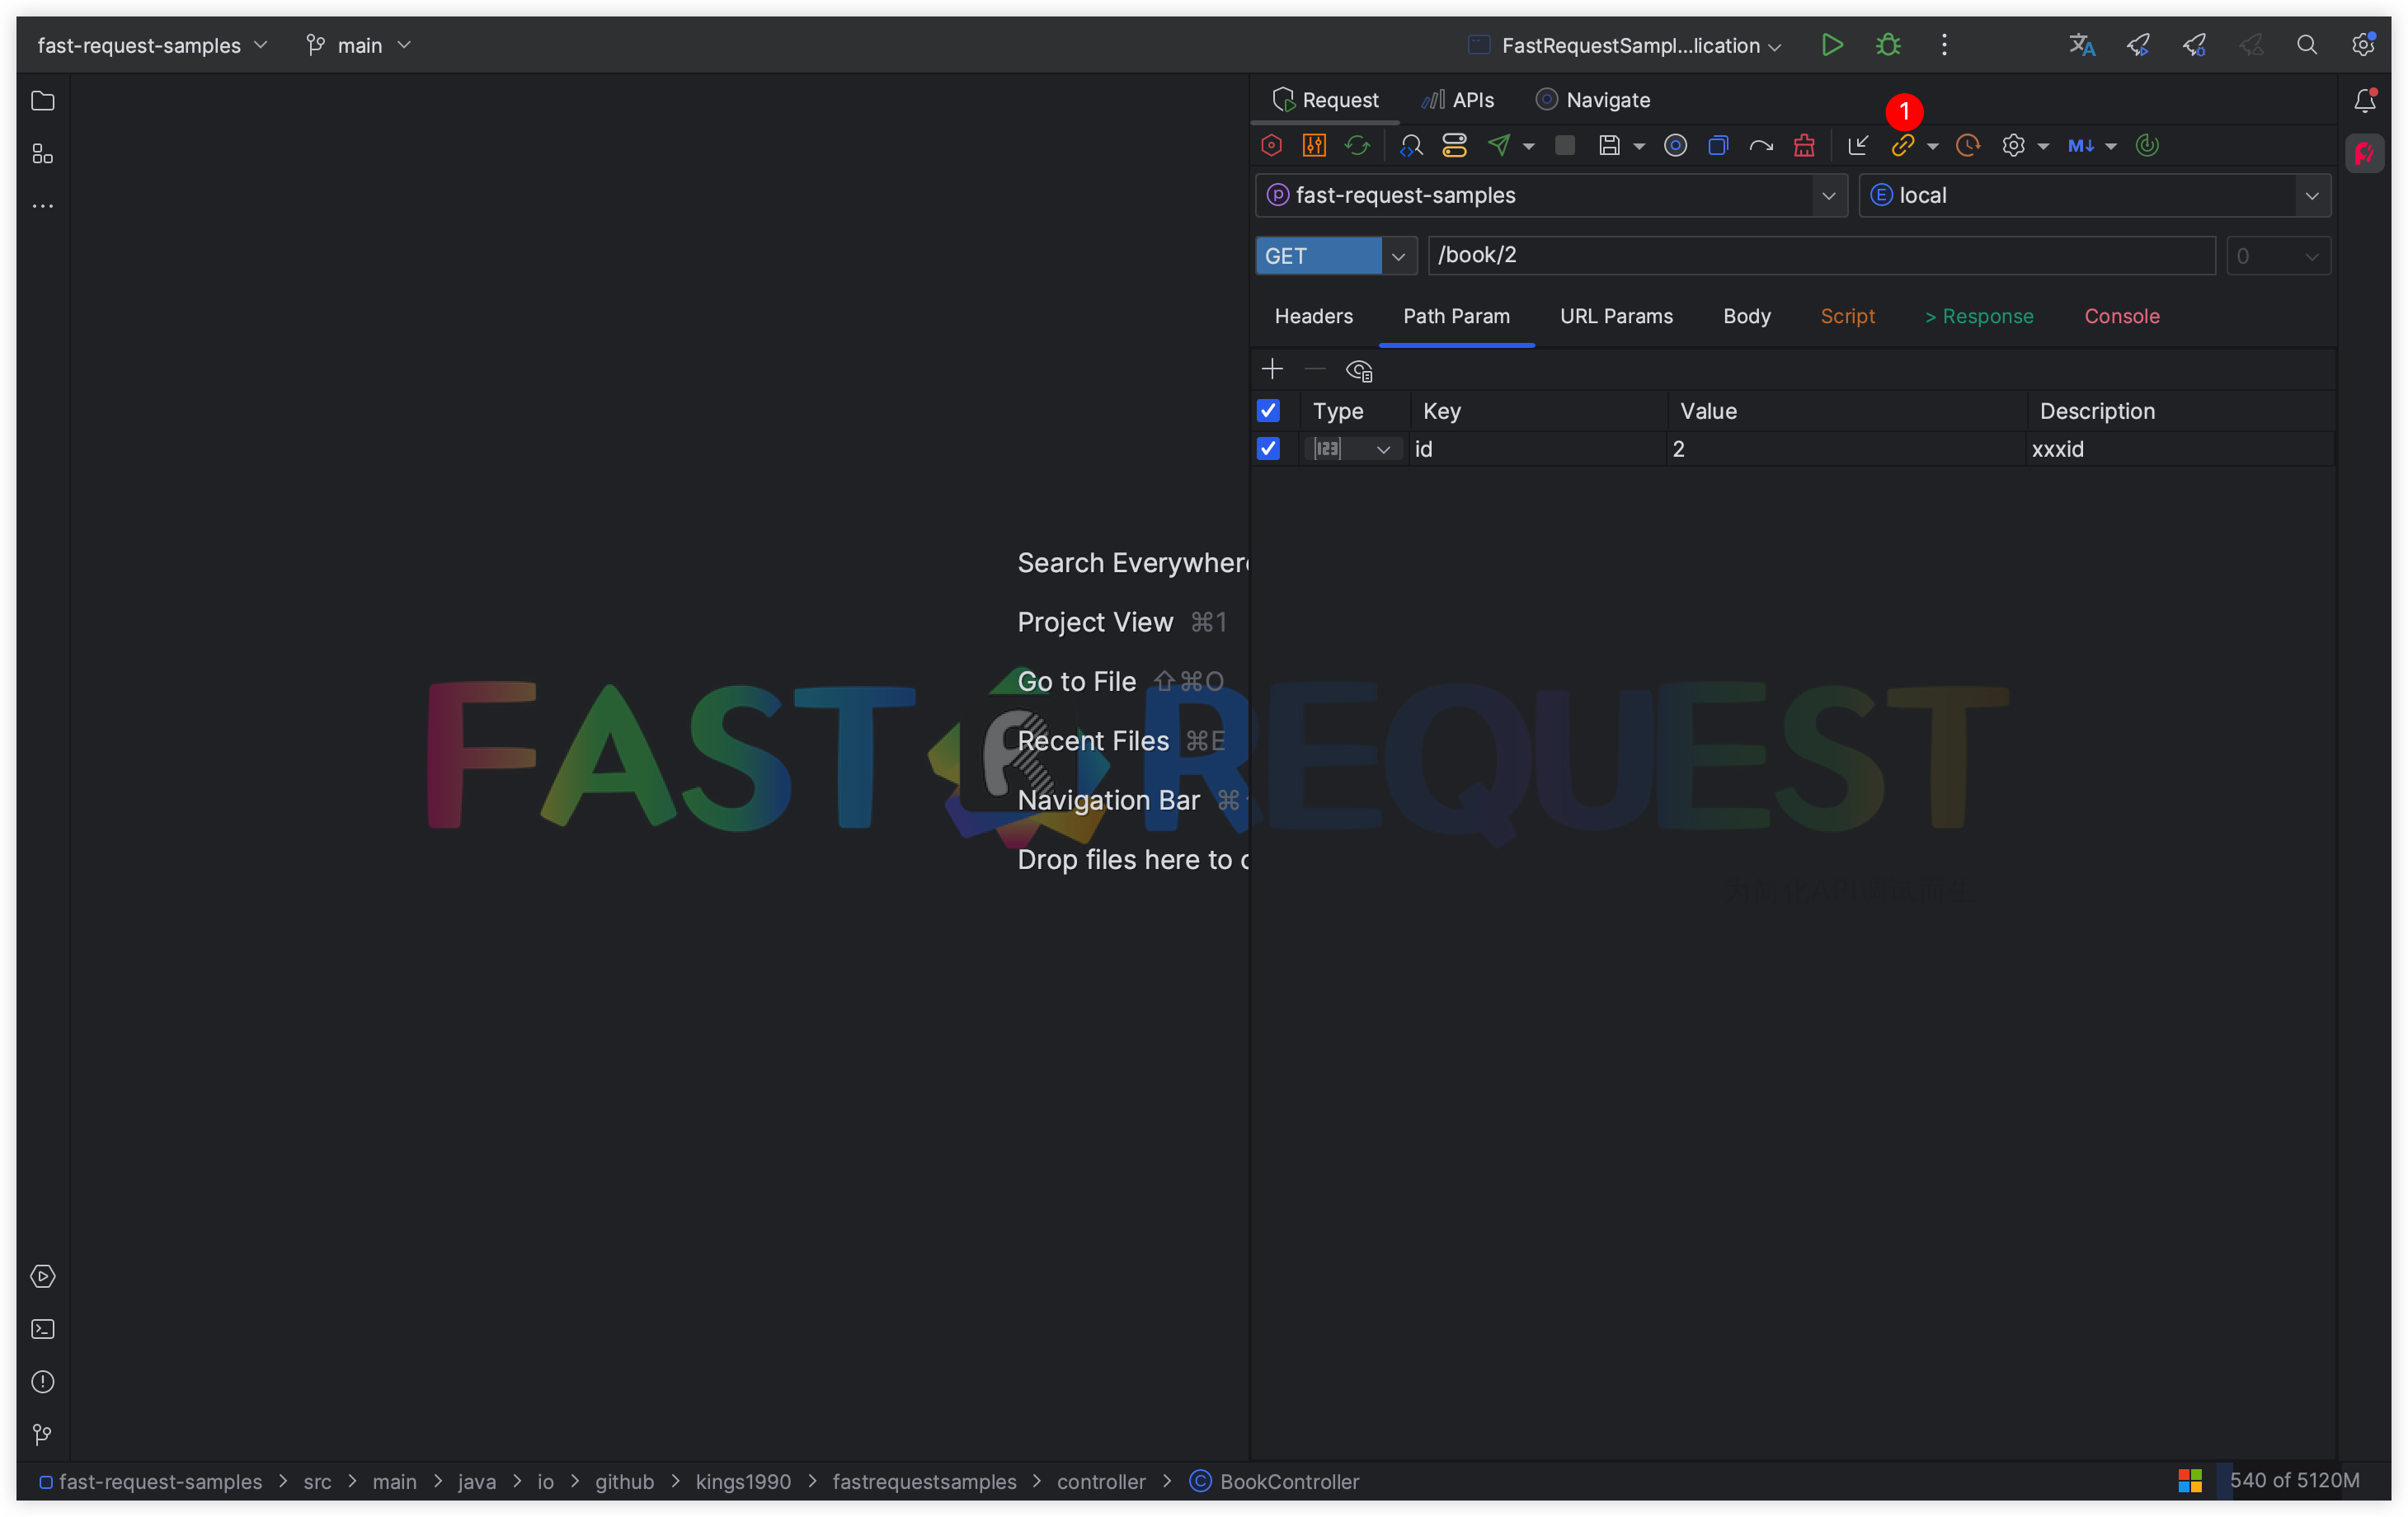 fast-request-samples main FastRequestSampl...lication
Request APIs Navigate
1
M↓
fast-request-samples local
GET /book/2 0
Headers Path Param URL Params Body Script > Response Console
Type Key Value Description
123 id 2 xxxid
Search Everywhere
Project View ⌘1
Go to File ⇧⌘O
Recent Files ⌘E
Navigation Bar ⌘
Drop files here to
FAST REQUEST
fast-request-samples > src > main > java > io > github > kings1990 > fastrequestsamples > controller > BookController
540 of 5120M